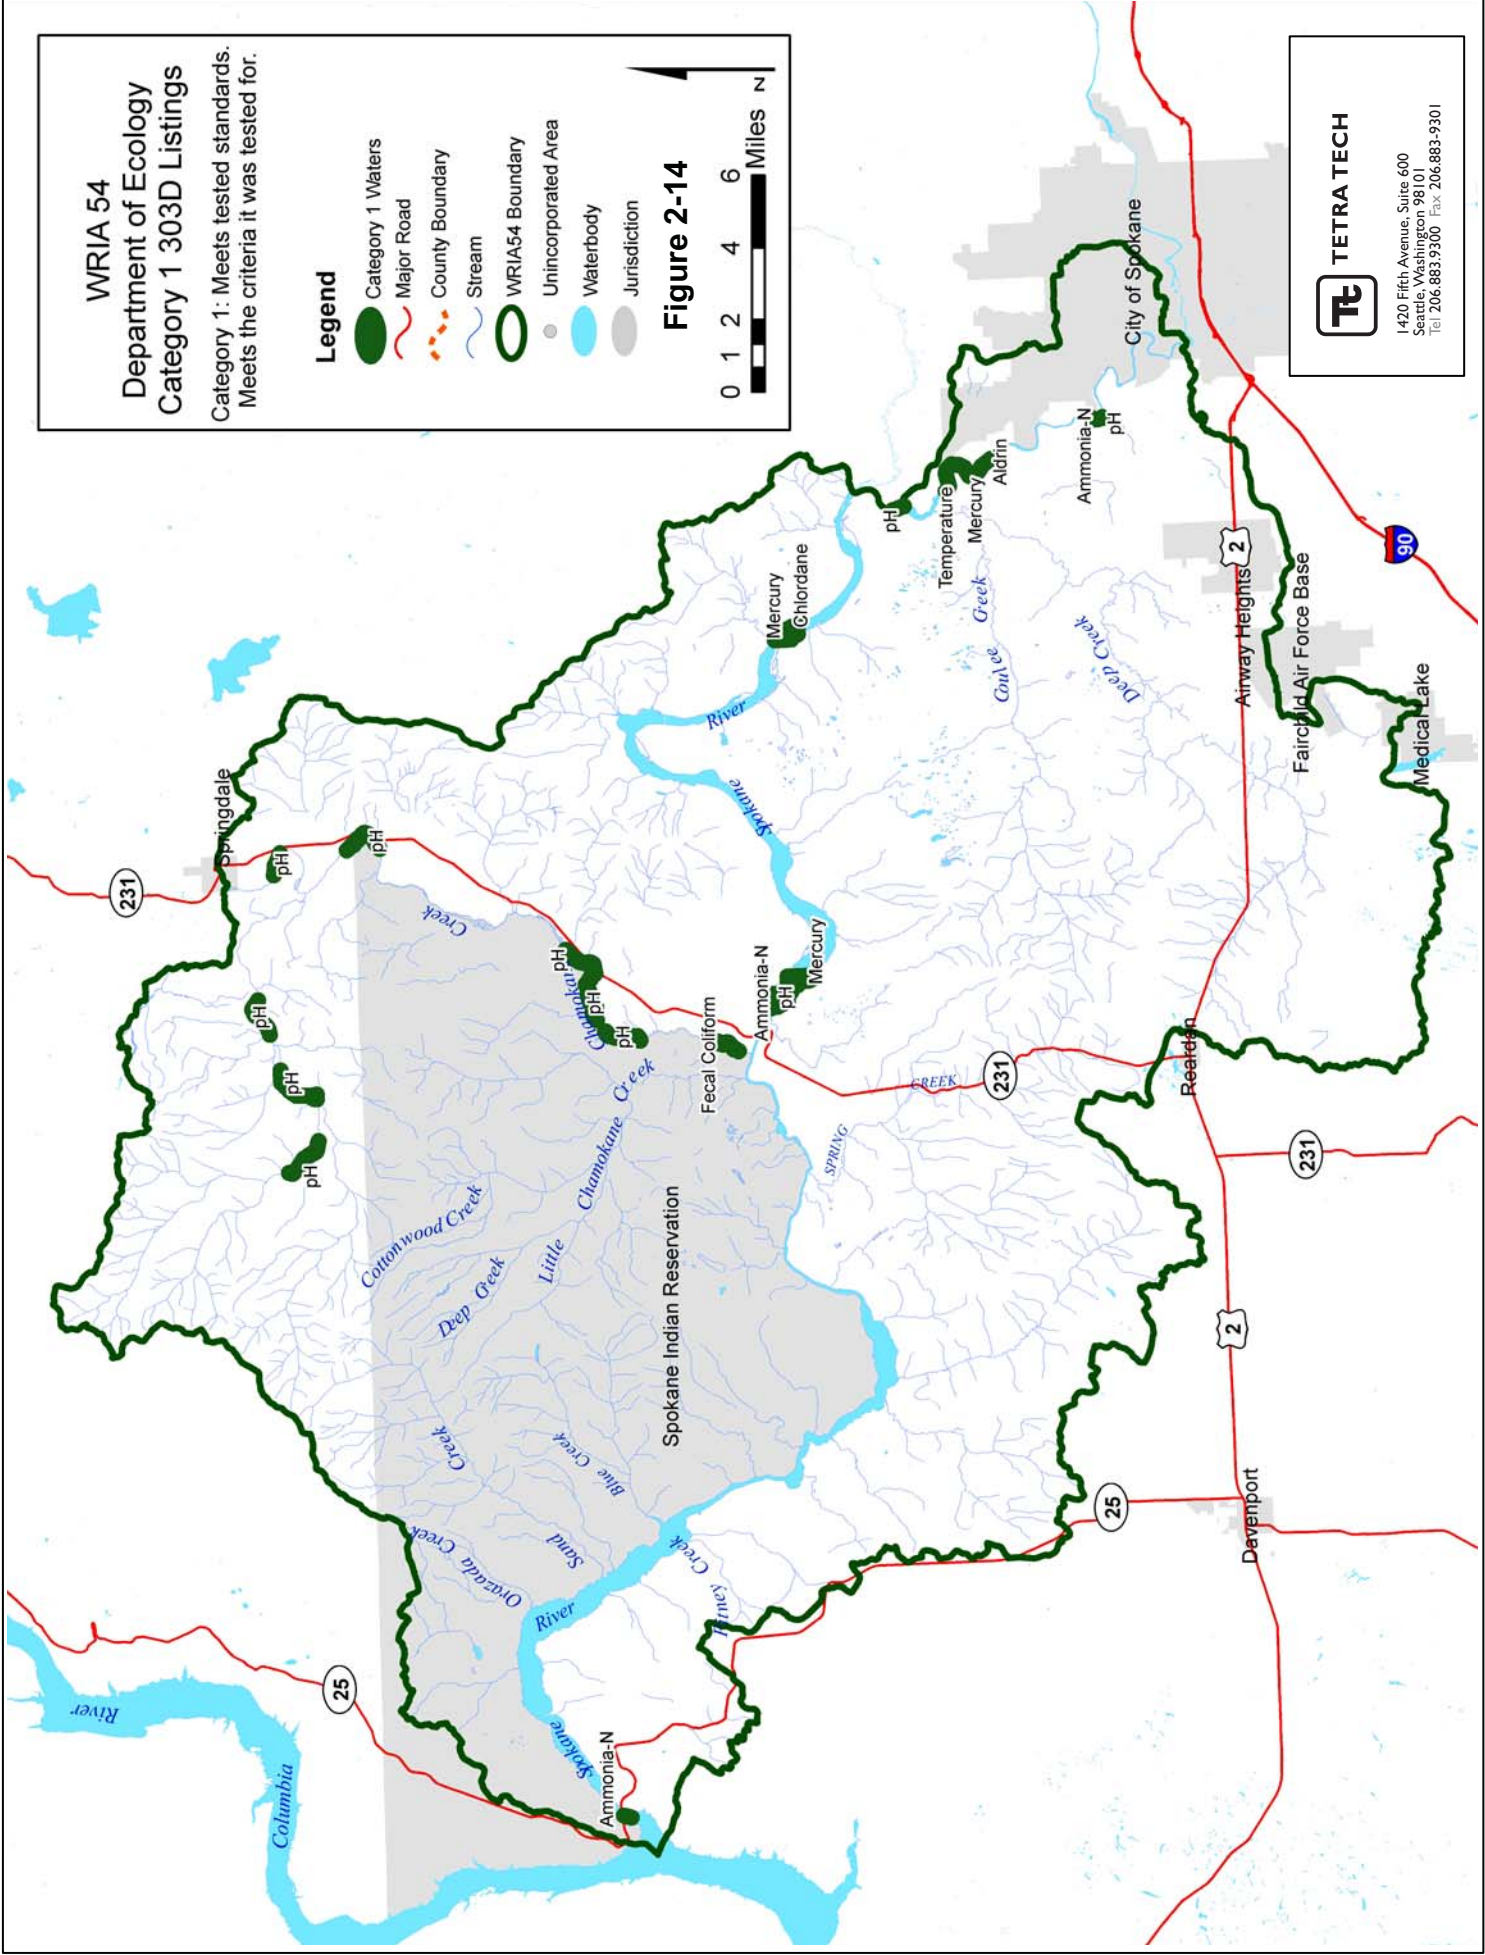 WRIA 54
Department of Ecology
Category 1 303D Listings
Category 1: Meets tested standards.
Meets the criteria it was tested for.
Legend
Category 1 Waters
Major Road
County Boundary
Stream
WRIA54 Boundary
Unincorporated Area
Waterbody
Jurisdiction
Figure 2-14
0 1 2 4 6
Miles
N
TETRA TECH
Tt
1420 Fifth Avenue, Suite 600
Seattle, Washington 98101
Tel 206.883.9300 Fax 206.883-9301
Columbia
River
25
231
Springdale
pH
pH
pH
pH
pH
Creek
Chamokane
pH
pH
pH
Cottonwood Creek
Deep Creek
Little
Chamokane
Creek
Fecal Coliform
Spokane Indian Reservation
Creek
Blue Creek
Sand
Orazada Creek
River
Spokane
Ammonia-N
Pitney Creek
Ammonia-N
pH
Mercury
Spokane
River
Mercury
Chlordane
pH
Temperature
Mercury
Aldrin
Ammonia-N
pH
City of Spokane
Coulee
Creek
Deep Creek
SPRING
CREEK
231
Reardan
2
Airway Heights
Fairchild Air Force Base
Medical Lake
90
231
2
25
Davenport